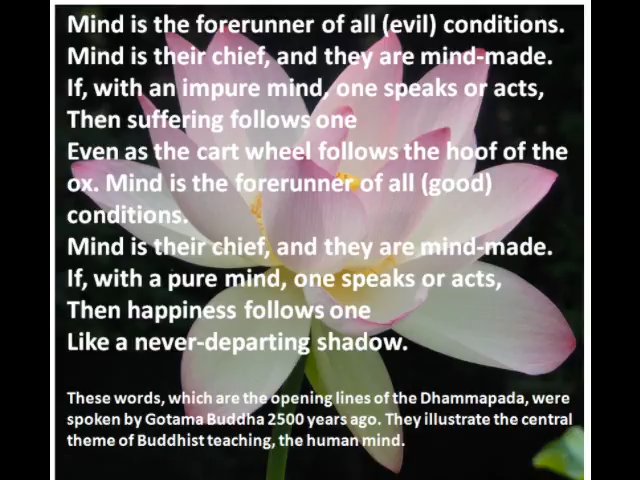 Mind is the forerunner of all (evil) conditions.
Mind is their chief, and they are mind-made.
If, with an impure mind, one speaks or acts,
Then suffering follows one
Even as the cart wheel follows the hoof of the
ox. Mind is the forerunner of all (good)
conditions.
Mind is their chief, and they are mind-made.
If, with a pure mind, one speaks or acts,
Then happiness follows one
Like a never-departing shadow.
These words, which are the opening lines of the Dhammapada, were
spoken by Gotama Buddha 2500 years ago. They illustrate the central
theme of Buddhist teaching, the human mind.